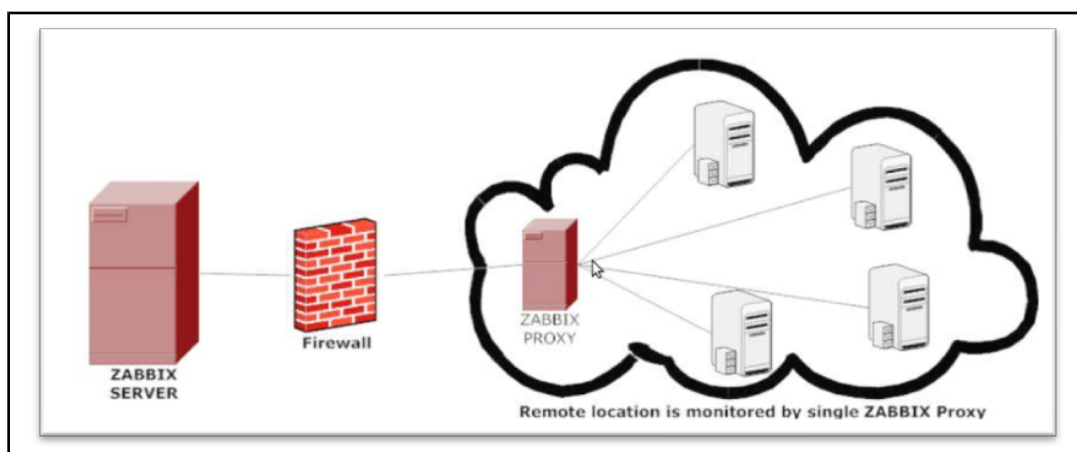 ZABBIX
SERVER
Firewall
ZABBIX
PROXY
Remote location is monitored by single ZABBIX Proxy